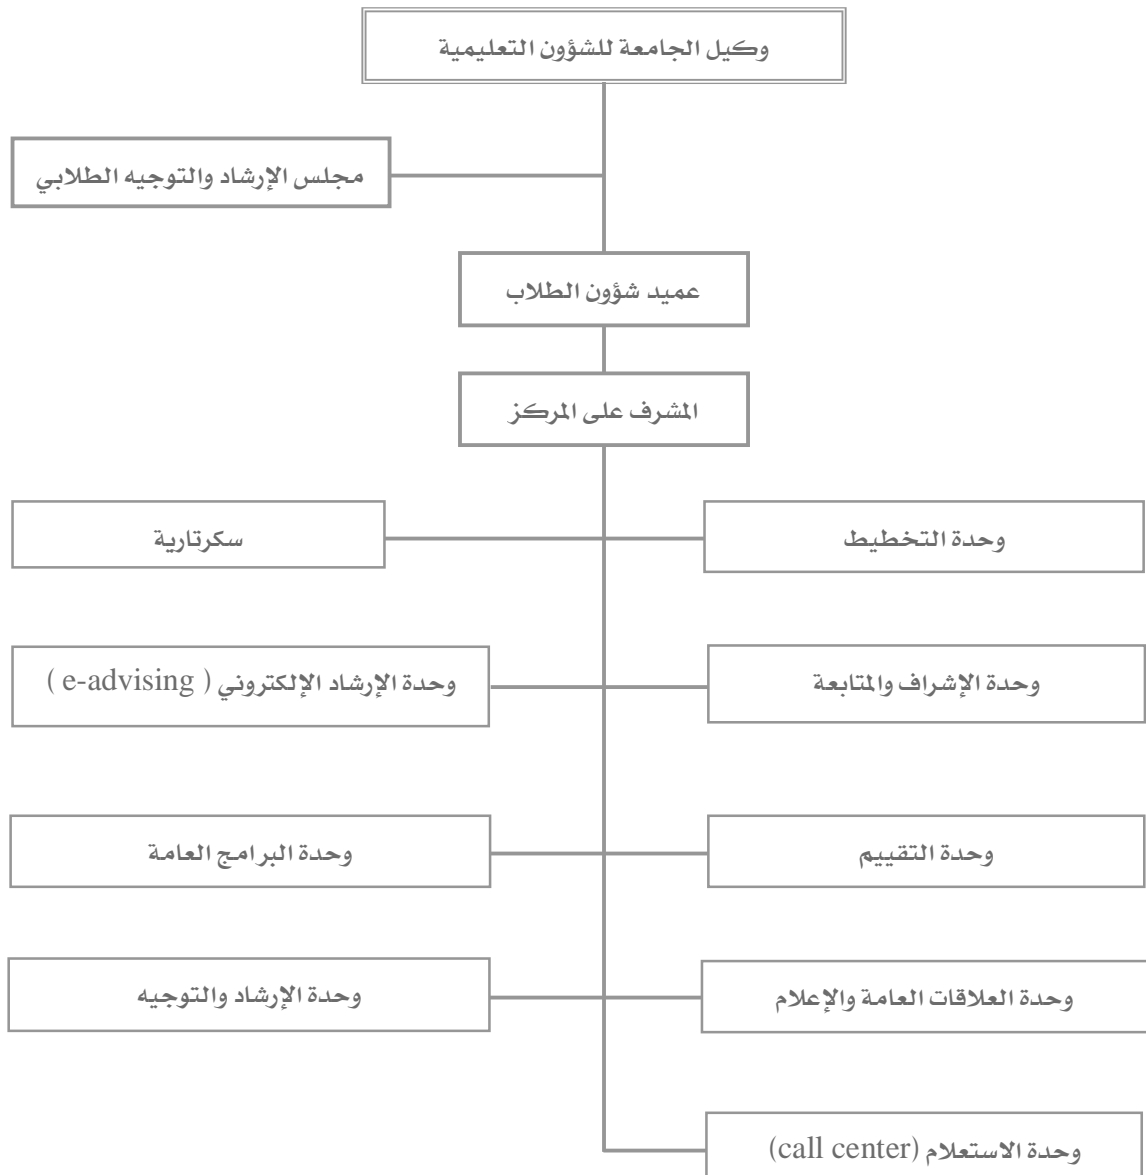 وكيل الجامعة للشؤون التعليمية
مجلس الإرشاد والتوجيه الطلابي
عميد شؤون الطلاب
المشرف على المركز
وحدة التخطيط
سكرتارية
وحدة الإشراف والمتابعة
وحدة الإرشاد الإلكتروني ( e-advising )
وحدة التقييم
وحدة البرامج العامة
وحدة العلاقات العامة والإعلام
وحدة الإرشاد والتوجيه
وحدة الاستعلام (call center)